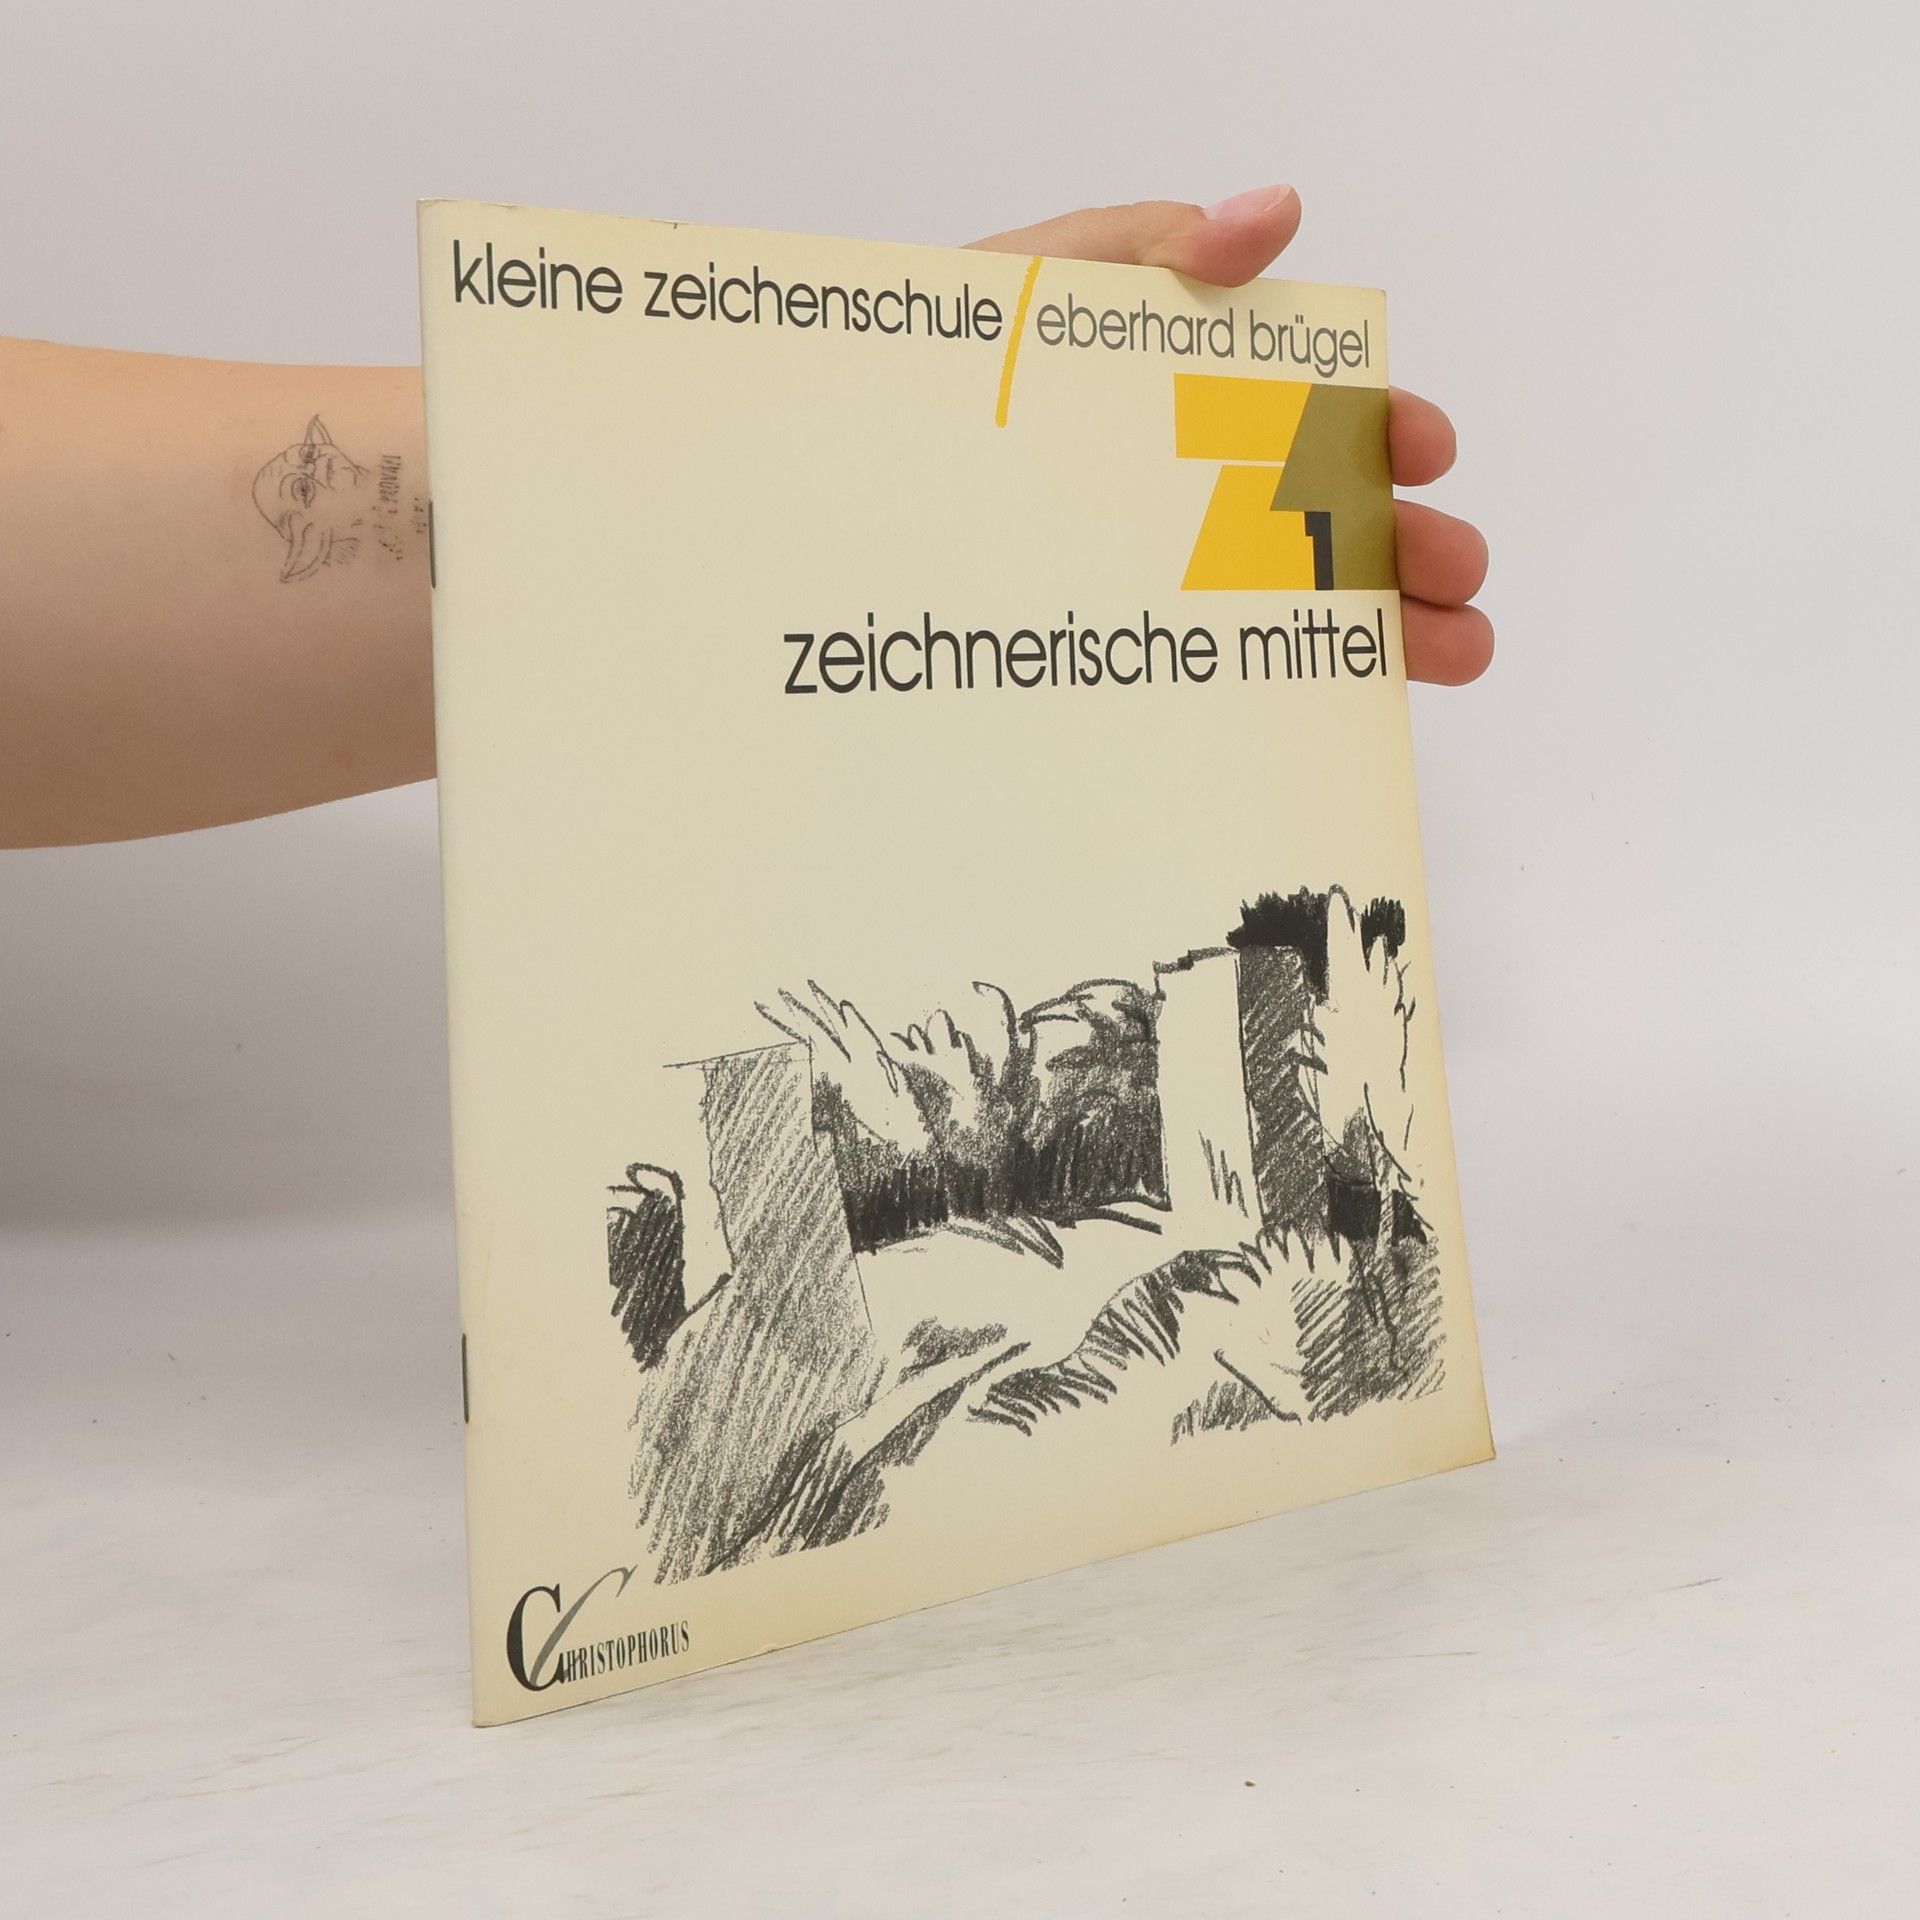 kleine zeichenschule/eberhard brügel
Z1
zeichnerische mittel
CHRISTOPHORUS